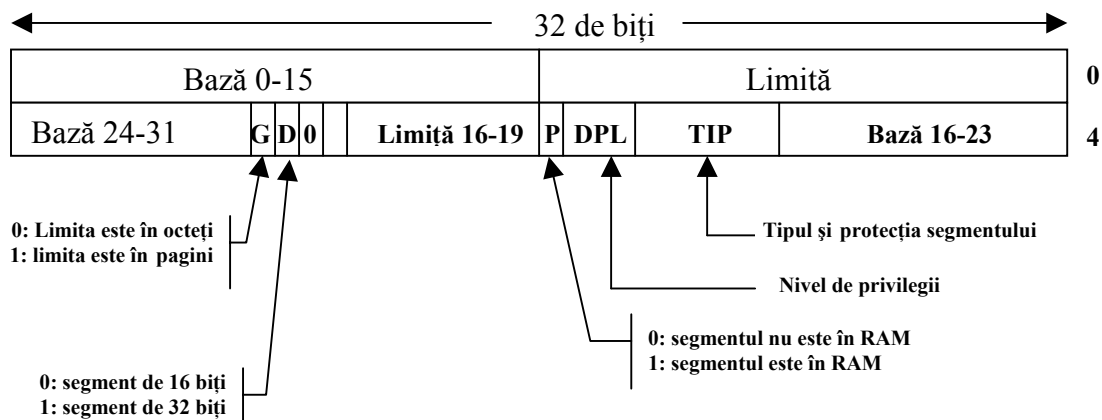 32 de biți
Bază 0-15 Limită 0
Bază 24-31 G D 0 Limiță 16-19 P DPL TIP Bază 16-23 4
0: Limita este în octeți
1: limita este în pagini
Tipul şi protecția segmentului
Nivel de privilegii
0: segmentul nu este în RAM
1: segmentul este în RAM
0: segment de 16 biți
1: segment de 32 biți